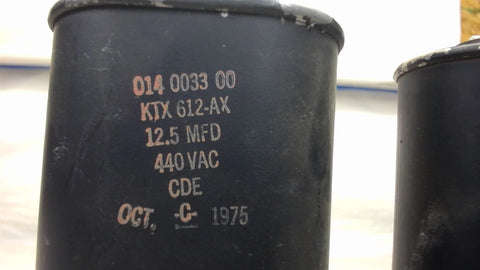 014 0033 00
KTX 612-AX
12.5 MFD
440 VAC
CDE
OCT. -C- 1975